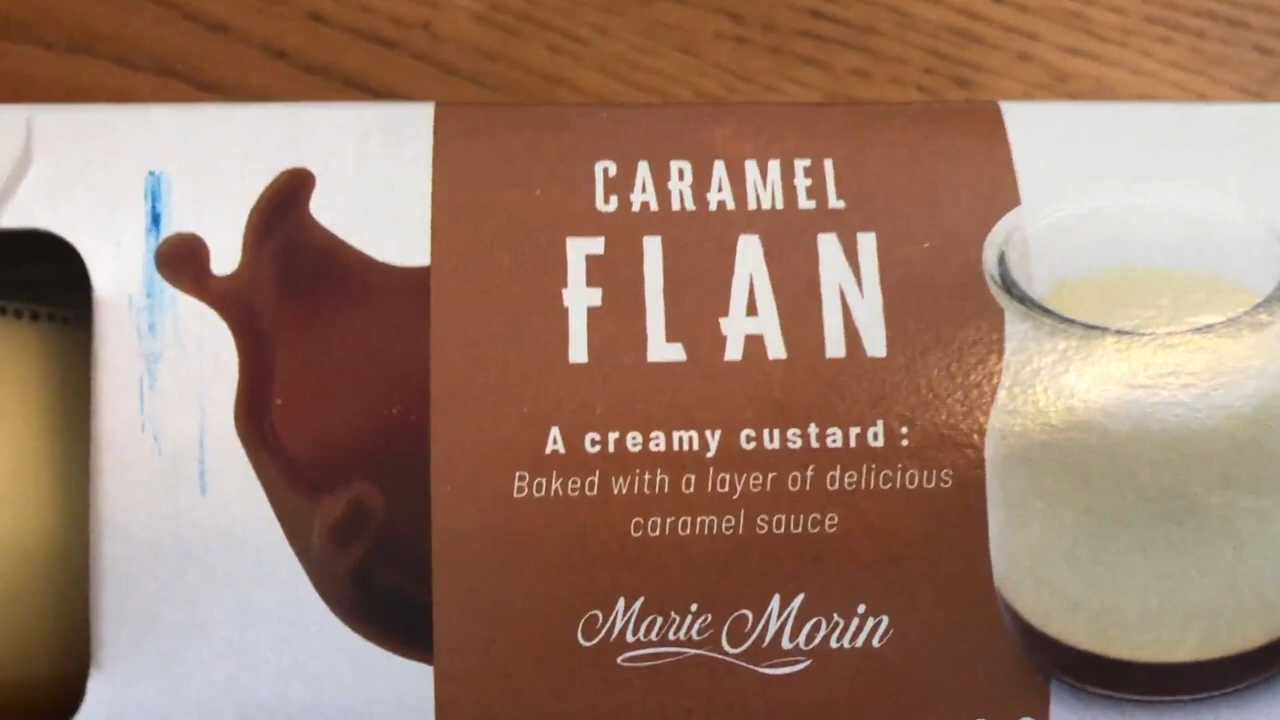 CARAMEL
FLAN
A creamy custard :
Baked with a layer of delicious
caramel sauce
Marie Morin